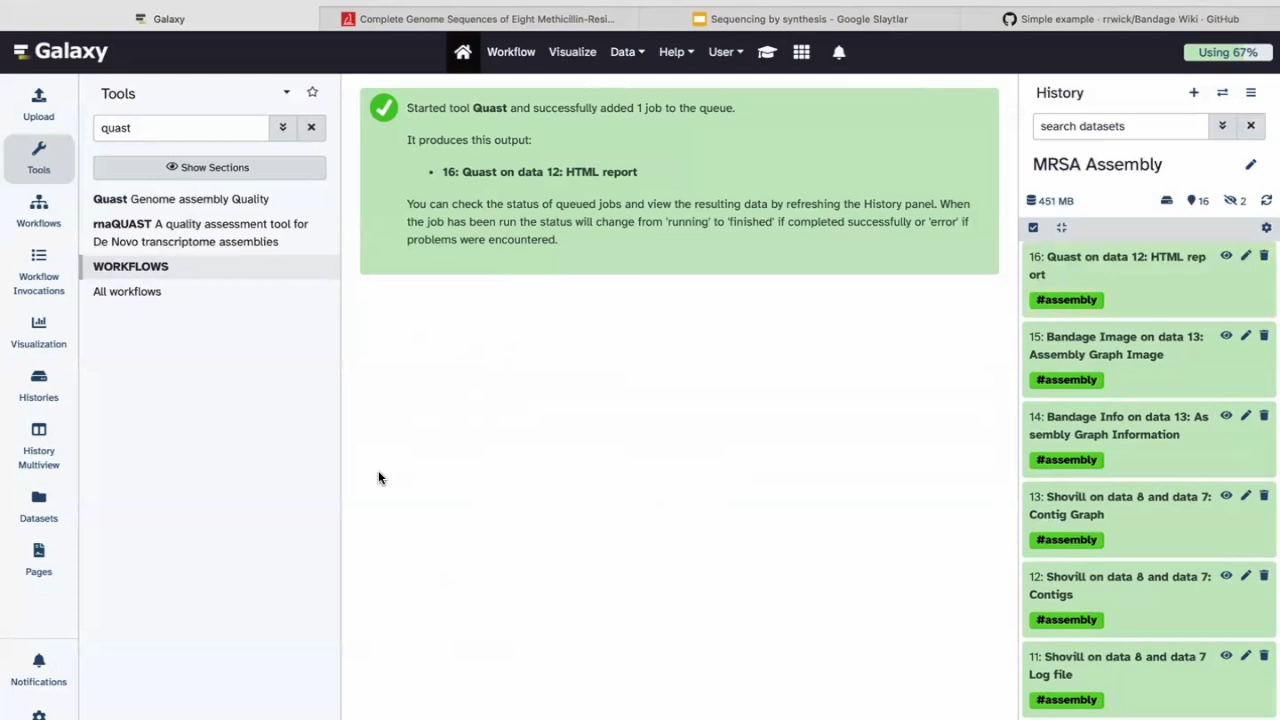 Galaxy
Complete Genome Sequences of Eight Methicillin-Resi...
Sequencing by synthesis - Google Slaytlar
Simple example · rrwick/Bandage Wiki · GitHub
Galaxy
Workflow
Visualize
Data
Help
User
Using 67%
Upload
Tools
Workflows
Workflow
Invocations
Visualization
Histories
History
Multiview
Datasets
Pages
Notifications
Tools
quast
Show Sections
Quast Genome assembly Quality
rnaQUAST A quality assessment tool for
De Novo transcriptome assemblies
WORKFLOWS
All workflows
Started tool Quast and successfully added 1 job to the queue.
It produces this output:
• 16: Quast on data 12: HTML report
You can check the status of queued jobs and view the resulting data by refreshing the History panel. When
the job has been run the status will change from 'running' to 'finished' if completed successfully or 'error' if
problems were encountered.
History
search datasets
MRSA Assembly
451 MB
16
2
16: Quast on data 12: HTML rep
ort
#assembly
15: Bandage Image on data 13:
Assembly Graph Image
#assembly
14: Bandage Info on data 13: As
sembly Graph Information
#assembly
13: Shovill on data 8 and data 7:
Contig Graph
#assembly
12: Shovill on data 8 and data 7:
Contigs
#assembly
11: Shovill on data 8 and data 7
Log file
#assembly